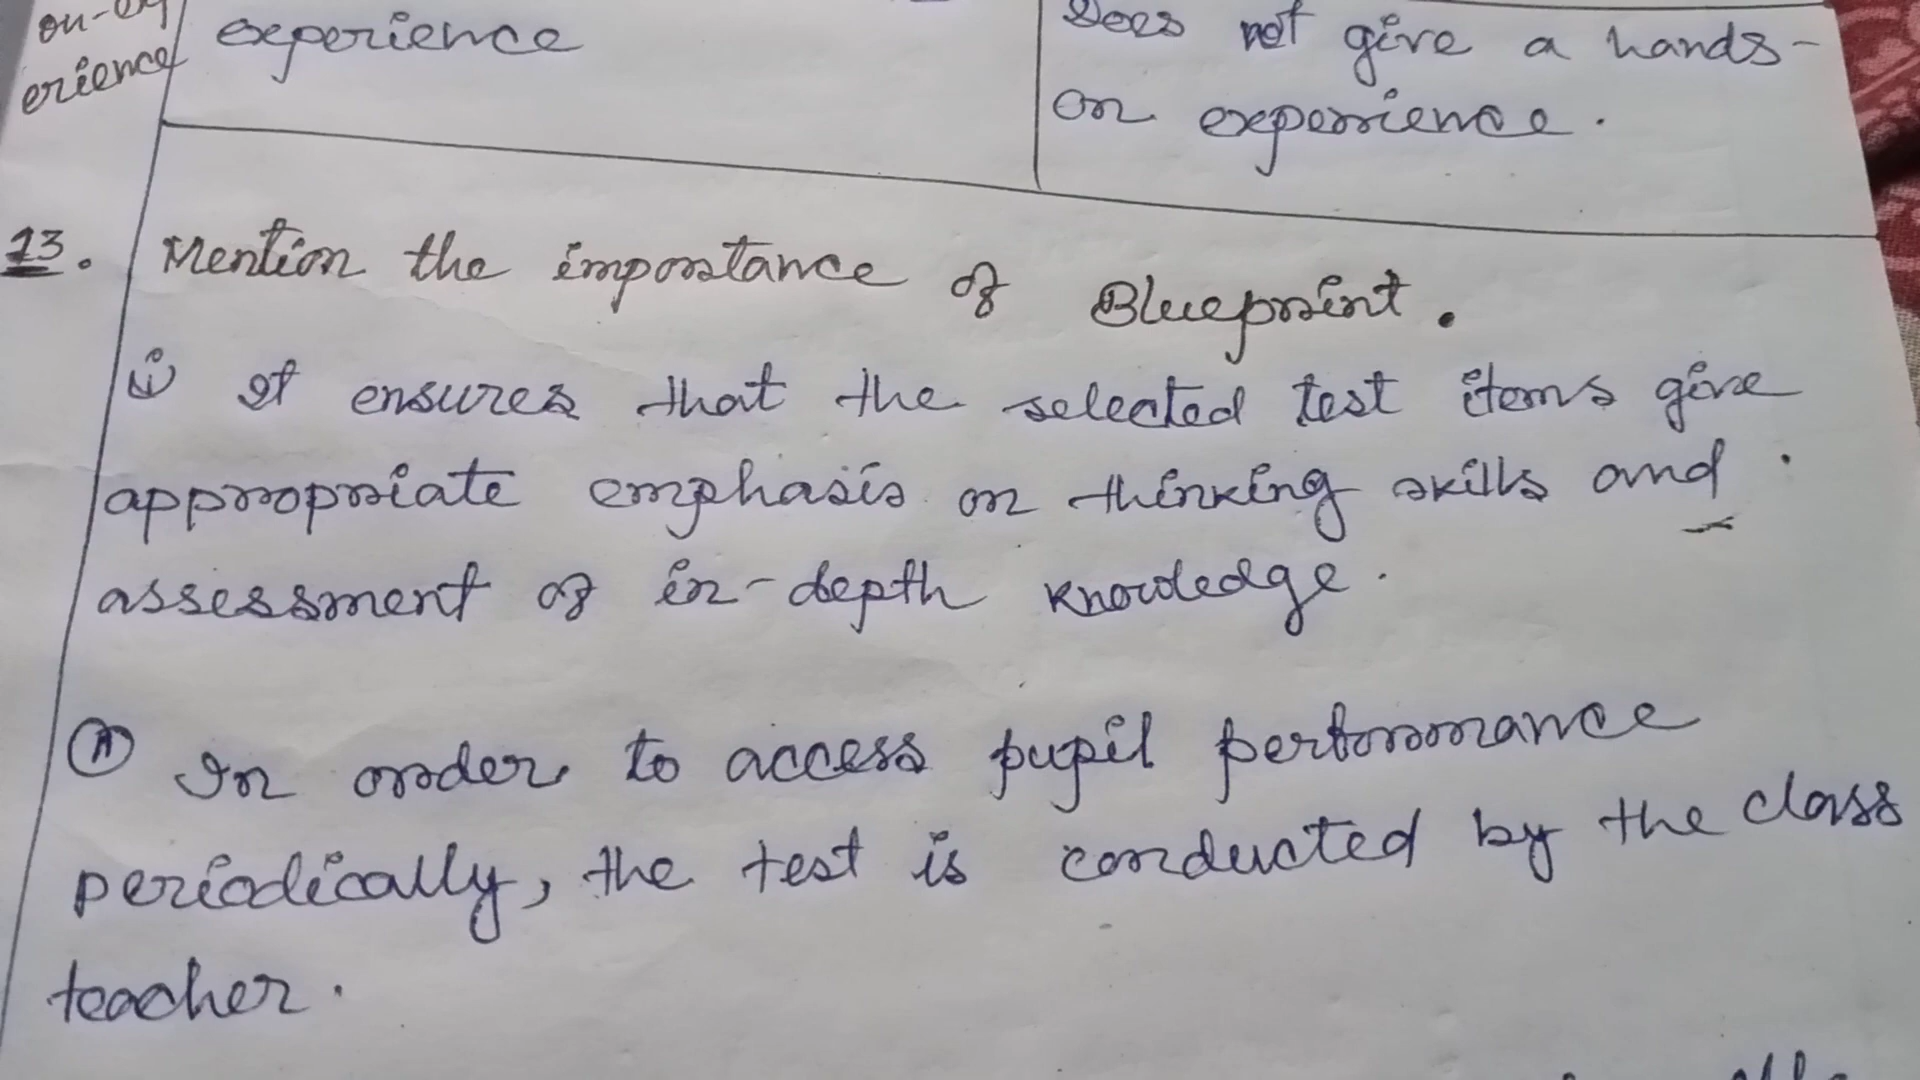 on-ex
erience
experience
Does not give a hands-
on experience.
13. Mention the importance of Blueprint.
i) It ensures that the selected test items give
appropriate emphasis on thinking skills and
assessment of in-depth knowledge.
ii) In order to access pupil performance
periodically, the test is conducted by the class
teacher.